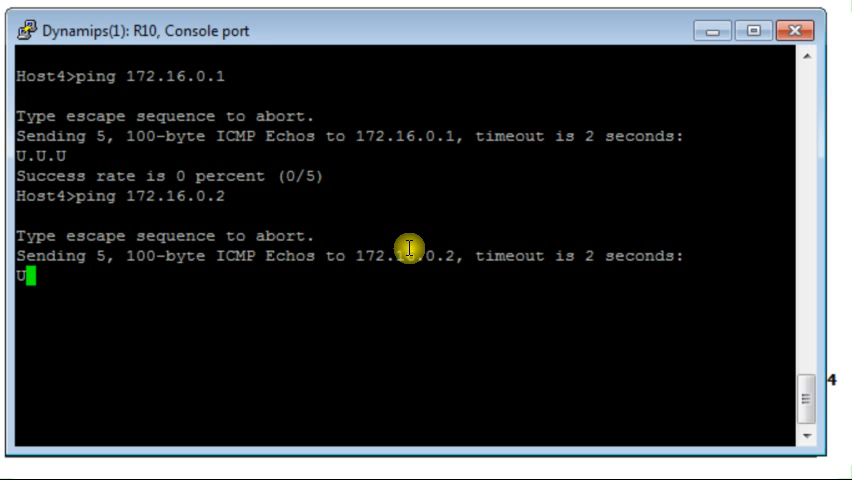 Dynamips(1): R10, Console port
Host4>ping 172.16.0.1
Type escape sequence to abort.
Sending 5, 100-byte ICMP Echos to 172.16.0.1, timeout is 2 seconds:
U.U.U
Success rate is 0 percent (0/5)
Host4>ping 172.16.0.2
Type escape sequence to abort.
Sending 5, 100-byte ICMP Echos to 172.16.0.2, timeout is 2 seconds:
U
4